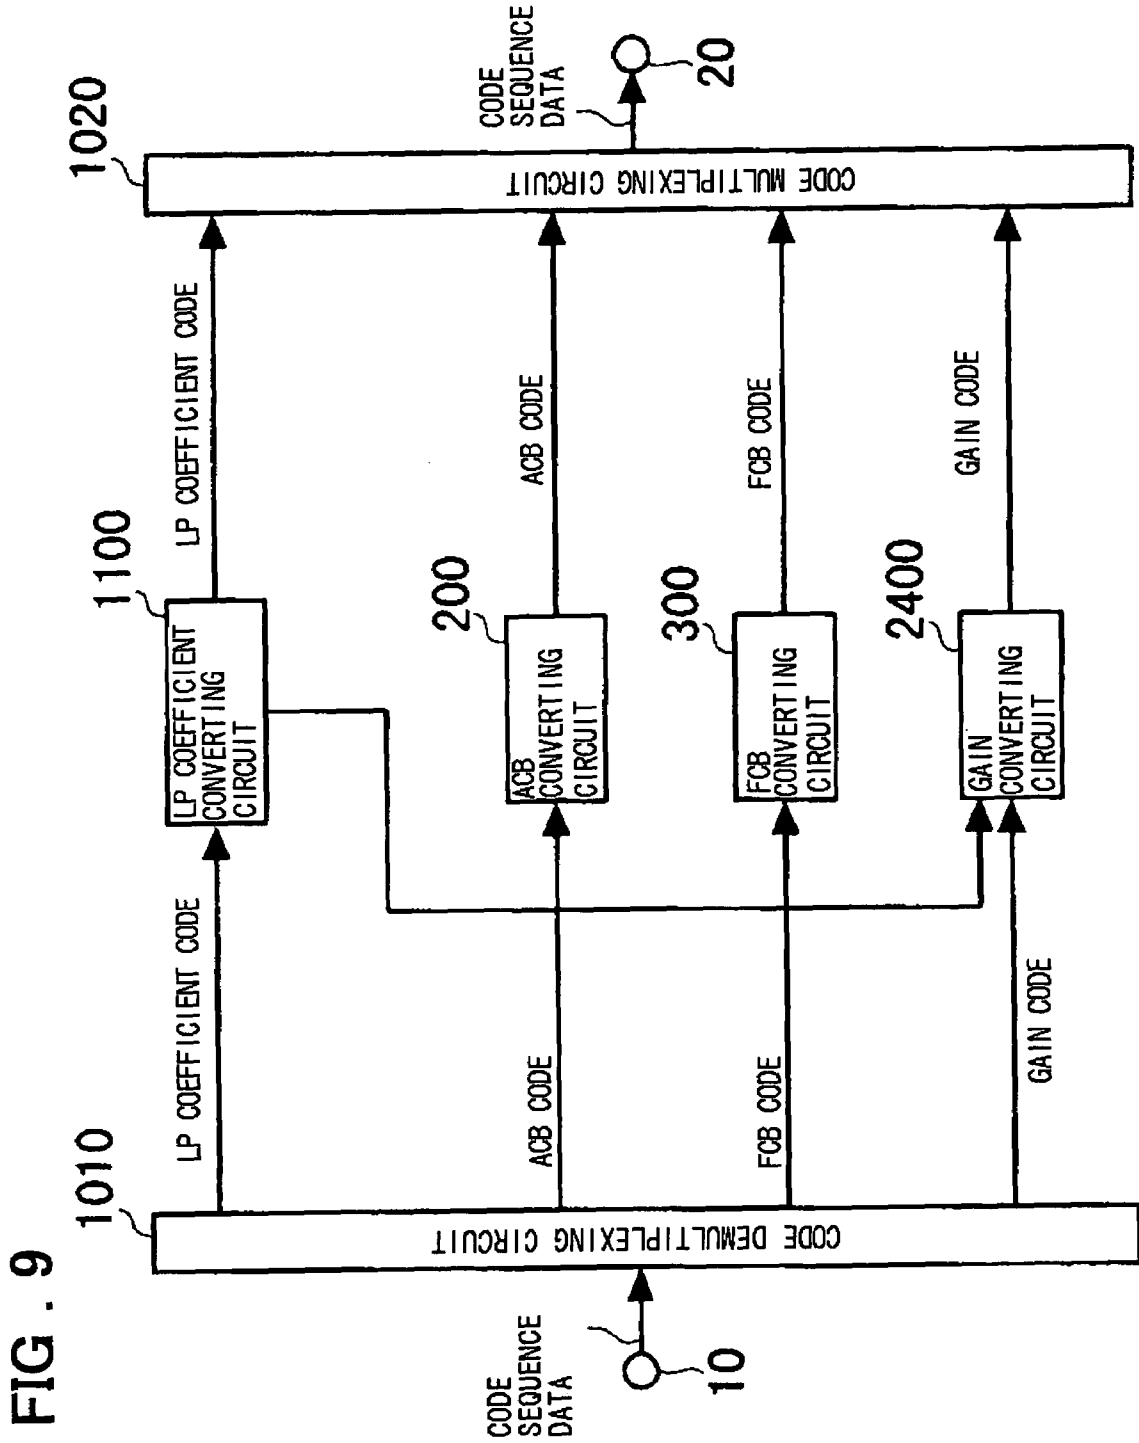 FIG . 9
CODE
SEQUENCE
DATA
10
1010
CODE DEMULTIPLEXING CIRCUIT
LP COEFFICIENT CODE
ACB CODE
FCB CODE
GAIN CODE
1100
LP COEFFICIENT
CONVERTING
CIRCUIT
200
ACB
CONVERTING
CIRCUIT
300
FCB
CONVERTING
CIRCUIT
2400
GAIN
CONVERTING
CIRCUIT
LP COEFFICIENT CODE
ACB CODE
FCB CODE
GAIN CODE
1020
CODE MULTIPLEXING CIRCUIT
CODE
SEQUENCE
DATA
20